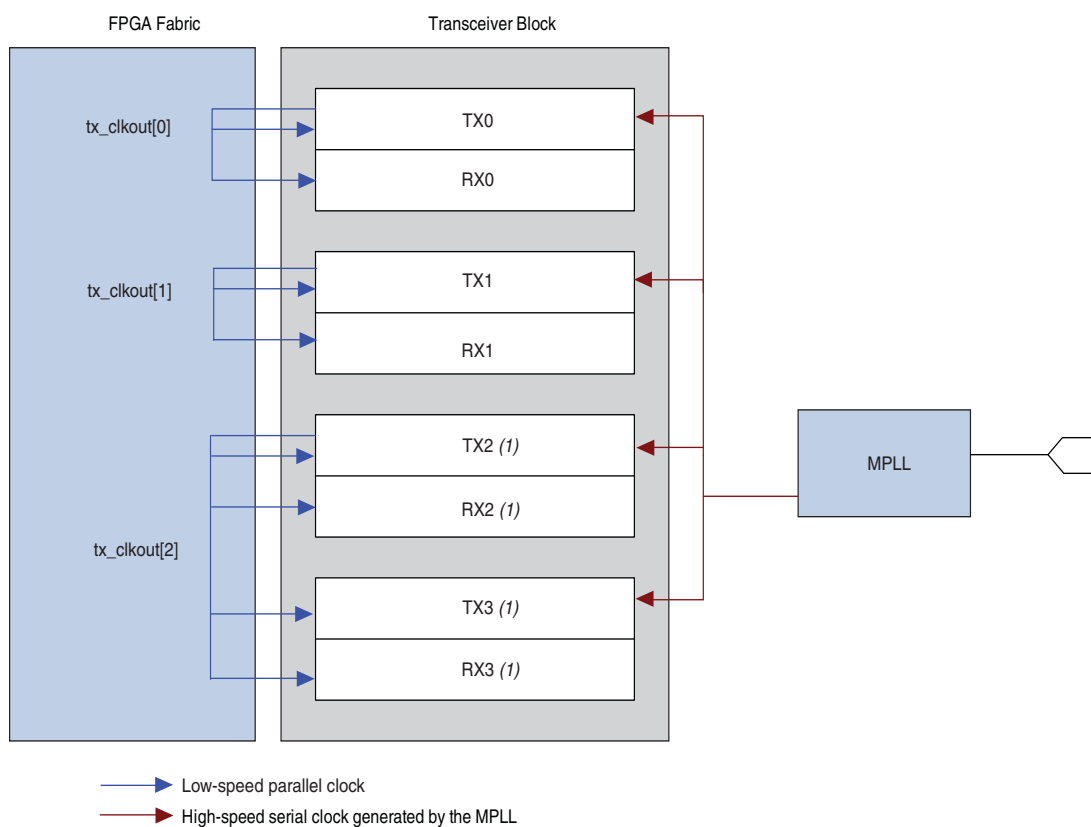 FPGA Fabric
Transceiver Block
tx_clkout[0]
TX0
RX0
tx_clkout[1]
TX1
RX1
TX2 (1)
RX2 (1)
MPLL
tx_clkout[2]
TX3 (1)
RX3 (1)
Low-speed parallel clock
High-speed serial clock generated by the MPLL